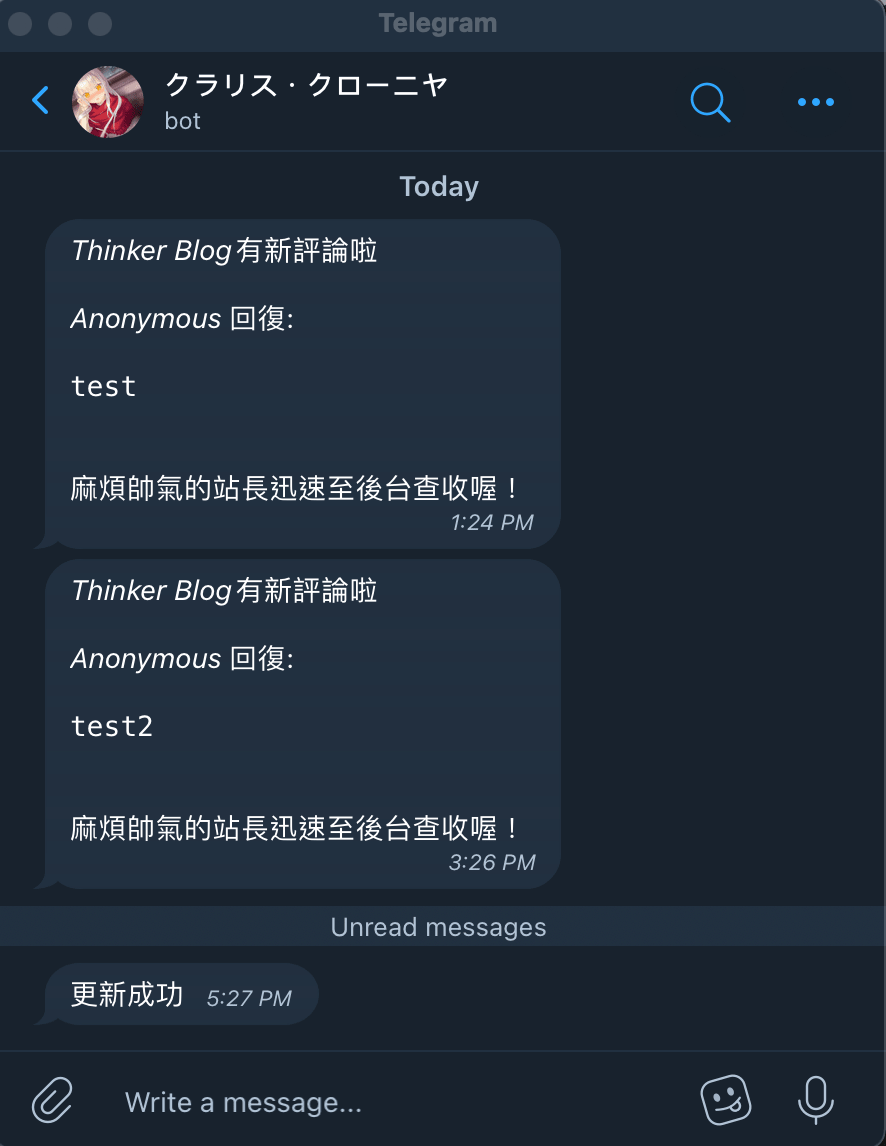 Telegram
クラリス・クローニヤ
bot
Today
Thinker Blog有新評論啦
Anonymous 回復:
test
麻煩帥氣的站長迅速至後台查收喔！
1:24 PM
Thinker Blog有新評論啦
Anonymous 回復:
test2
麻煩帥氣的站長迅速至後台查收喔！
3:26 PM
Unread messages
更新成功 5:27 PM
Write a message...